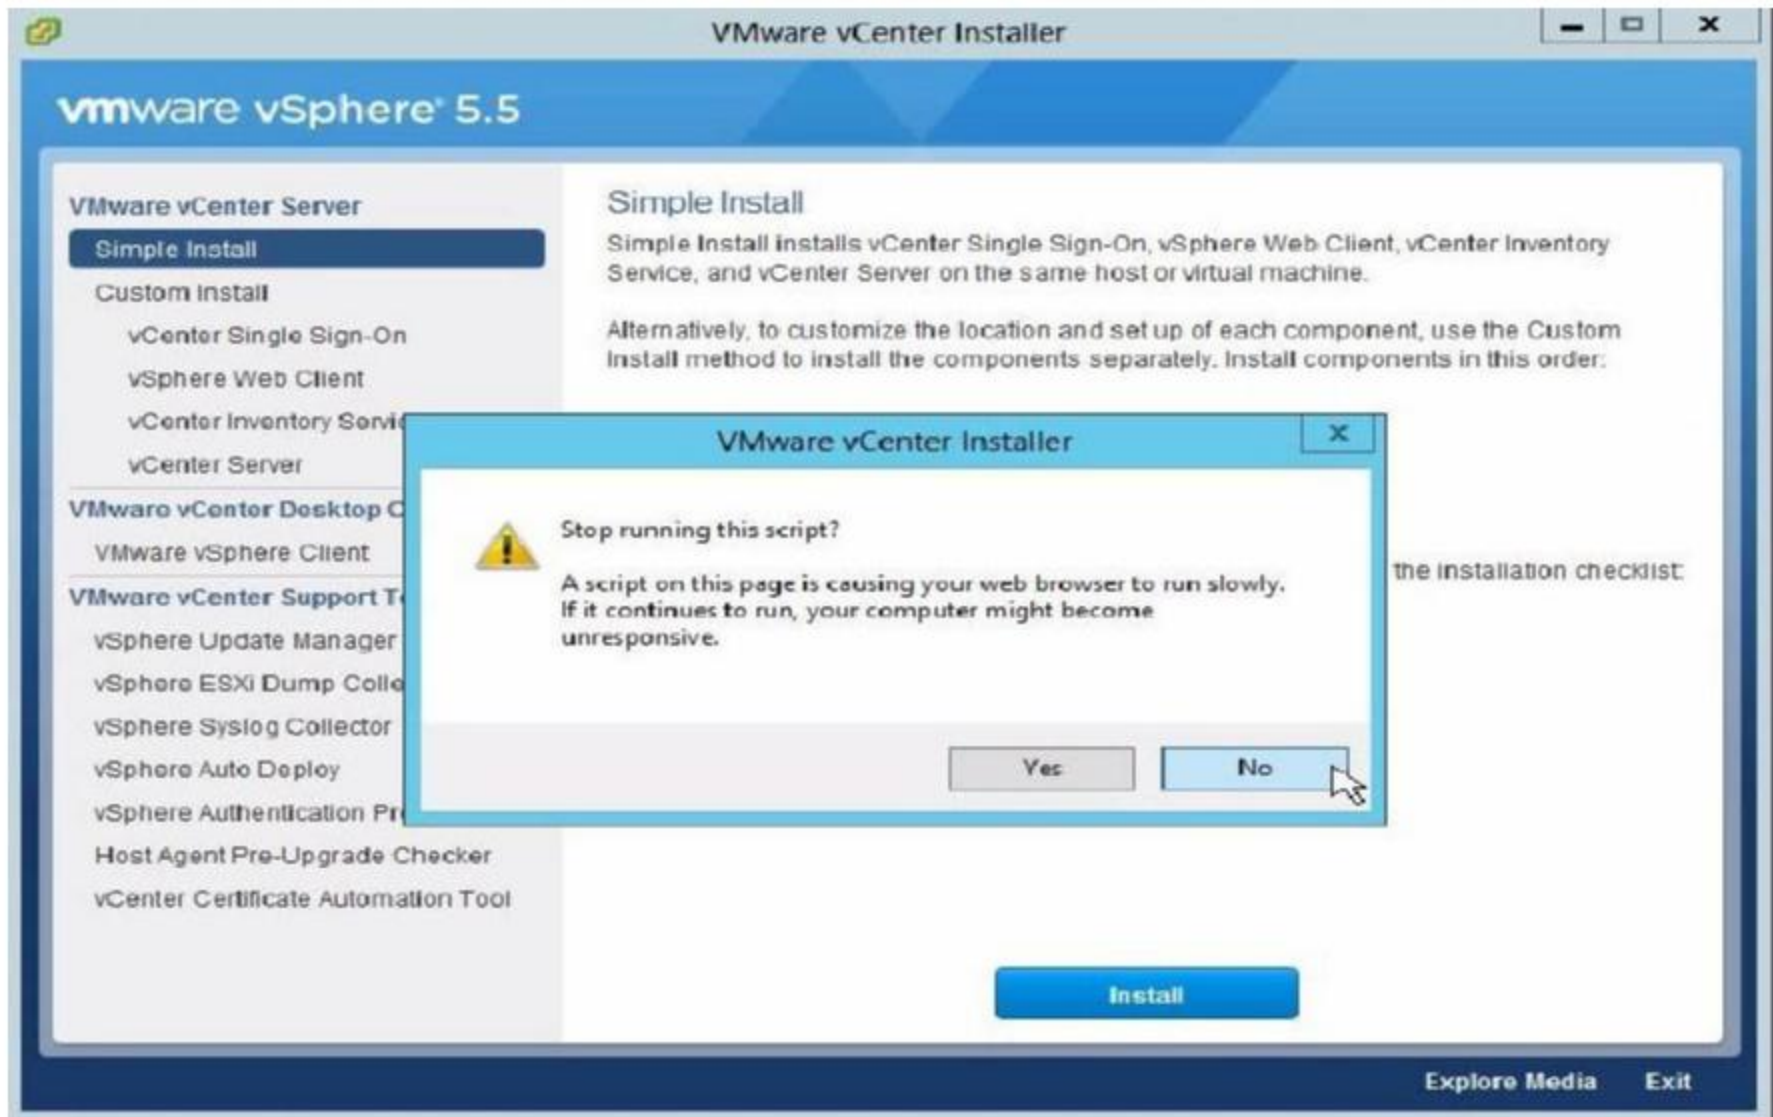 VMware vCenter Installer
vmware vSphere® 5.5
VMware vCenter Server
Simple Install
Custom Install
vCenter Single Sign-On
vSphere Web Client
vCenter Inventory Servic
vCenter Server
VMware vCenter Desktop C
VMware vSphere Client
VMware vCenter Support T
vSphere Update Manager
vSphere ESXi Dump Colle
vSphere Syslog Collector
vSphere Auto Deploy
vSphere Authentication Pr
Host Agent Pre-Upgrade Checker
vCenter Certificate Automation Tool
Simple Install
Simple Install installs vCenter Single Sign-On, vSphere Web Client, vCenter Inventory
Service, and vCenter Server on the same host or virtual machine.
Alternatively, to customize the location and set up of each component, use the Custom
Install method to install the components separately. Install components in this order:
the installation checklist:
VMware vCenter Installer
Stop running this script?
A script on this page is causing your web browser to run slowly.
If it continues to run, your computer might become
unresponsive.
Yes
No
Install
Explore Media
Exit